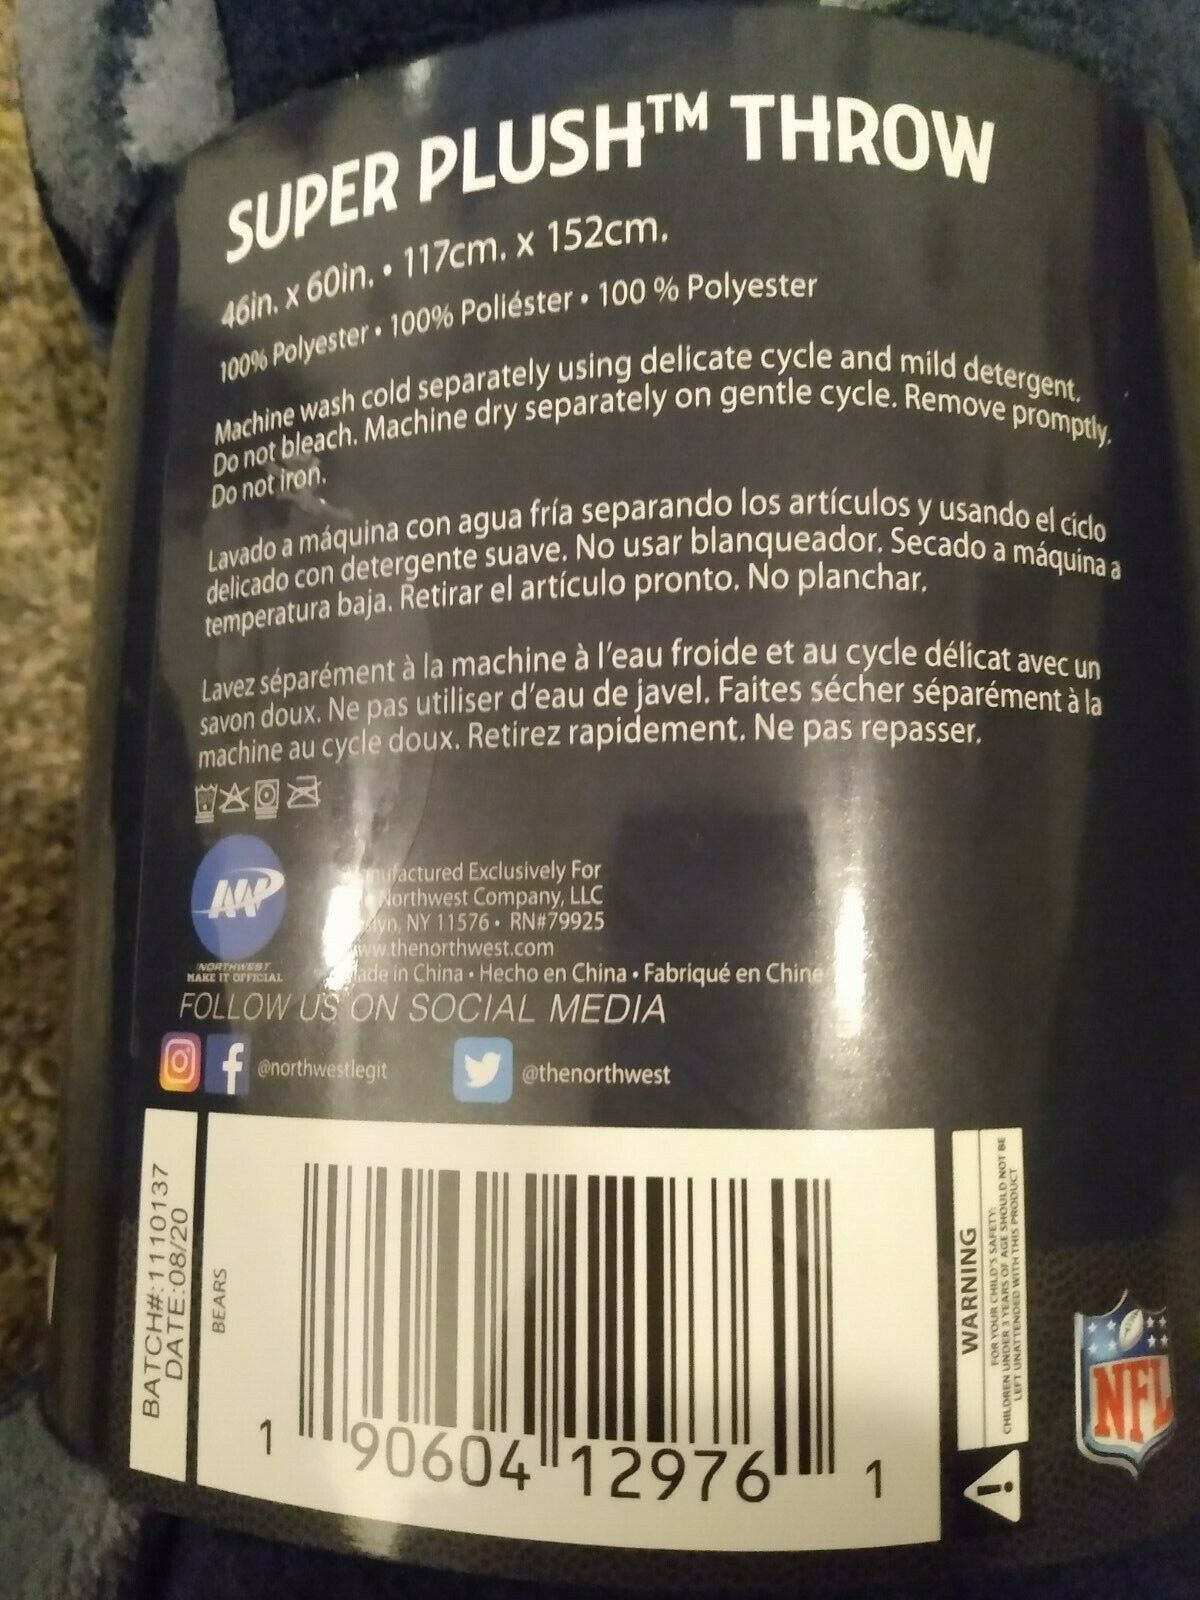 SUPER PLUSH™ THROW
46in. x 60in. • 117cm. x 152cm.
100% Polyester • 100% Poliéster • 100 % Polyester
Machine wash cold separately using delicate cycle and mild detergent.
Do not bleach. Machine dry separately on gentle cycle. Remove promptly.
Do not iron.
Lavado a máquina con agua fría separando los artículos y usando el ciclo
delicado con detergente suave. No usar blanqueador. Secado a máquina a
temperatura baja. Retirar el artículo pronto. No planchar.
Lavez séparément à la machine à l'eau froide et au cycle délicat avec un
savon doux. Ne pas utiliser d'eau de javel. Faites sécher séparément à la
machine au cycle doux. Retirez rapidement. Ne pas repasser.
NORTHWEST
MAKE IT OFFICIAL
Exclusively For
Northwest Company, LLC
NY 11576 • RN#79925
www.thenorthwest.com
in China • Hecho en China • Fabriqué en Chine
FOLLOW US ON SOCIAL MEDIA
@northwestlegit
@thenorthwest
BATCH#:1110137
DATE:08/20
BEARS
1 90604 12976 1
WARNING
FOR YOUR CHILD'S SAFETY:
CHILDREN UNDER 3 YEARS OF AGE SHOULD NOT BE
LEFT UNATTENDED WITH THIS PRODUCT
NFL